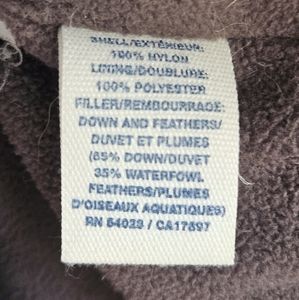 SHELL/EXTÉRIEUR:
100% NYLON
LINING/DOUBLURE:
100% POLYESTER
FILLER/REMBOURRAGE:
DOWN AND FEATHERS/
DUVET ET PLUMES
(65% DOWN/DUVET
35% WATERFOWL
FEATHERS/PLUMES
D'OISEAUX AQUATIQUES)
RN 54023 / CA17897